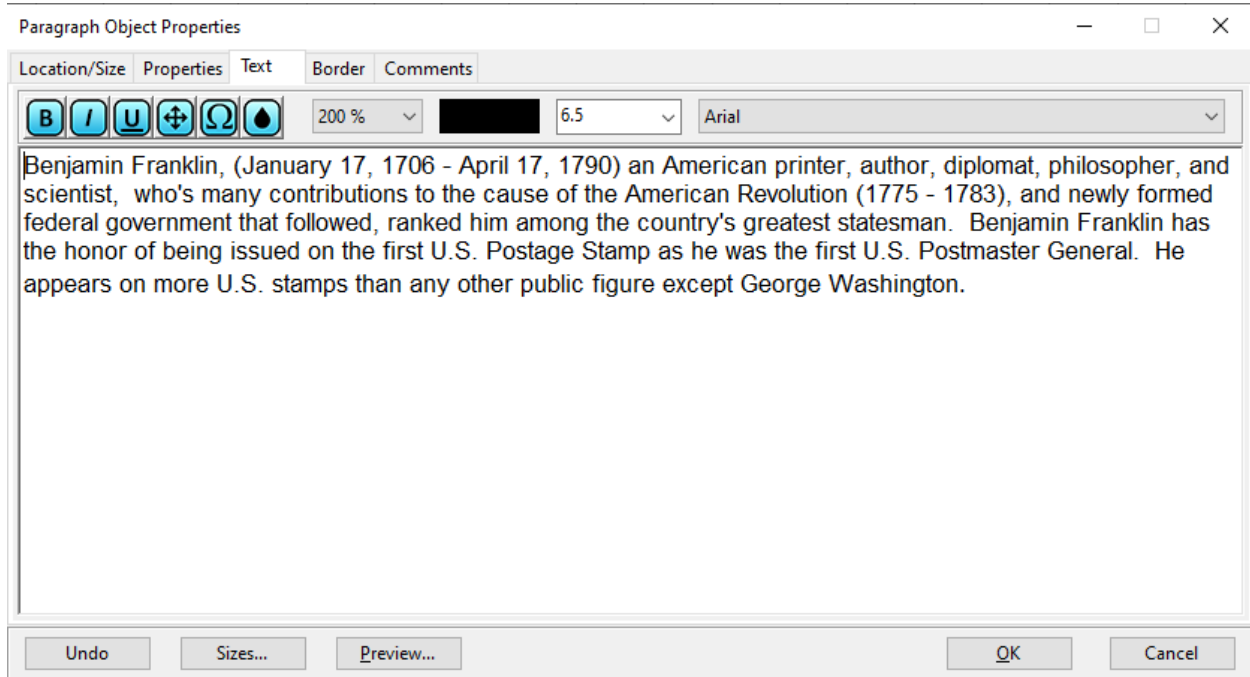 Paragraph Object Properties
Location/Size Properties Text Border Comments
B I U Ω 200 % 6.5 Arial
Benjamin Franklin, (January 17, 1706 - April 17, 1790) an American printer, author, diplomat, philosopher, and
scientist,  who's many contributions to the cause of the American Revolution (1775 - 1783), and newly formed
federal government that followed, ranked him among the country's greatest statesman.  Benjamin Franklin has
the honor of being issued on the first U.S. Postage Stamp as he was the first U.S. Postmaster General.  He
appears on more U.S. stamps than any other public figure except George Washington.
Undo Sizes... Preview... OK Cancel